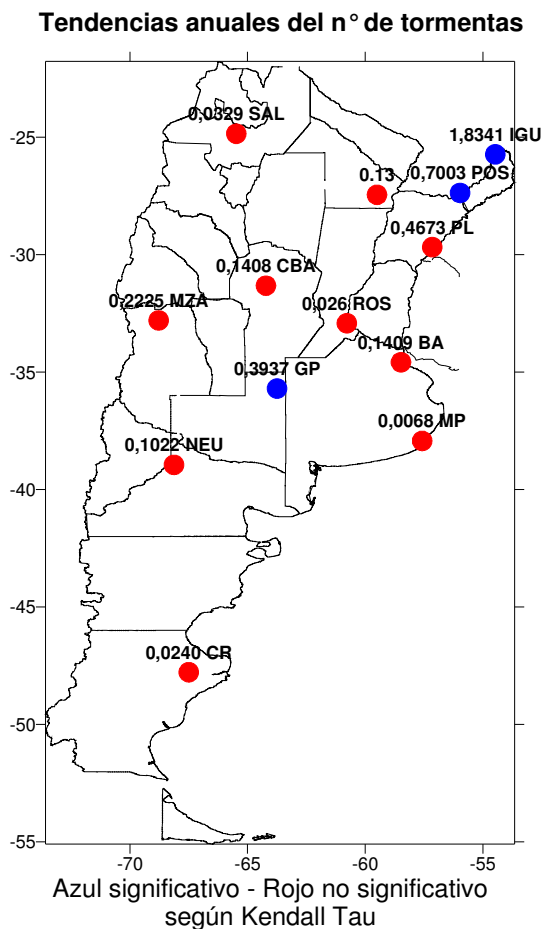 Tendencias anuales del n° de tormentas
0,0329 SAL
-25
1,8341 IGU
0.13
0,7003 POS
0,4673 PL
-30
0,1408 CBA
0,2225 MZA
0,026 ROS
0,1409 BA
-35
0,3937 GP
0,0068 MP
0,1022 NEU
-40
-45
0,0240 CR
-50
-55
-70 -65 -60 -55
Azul significativo - Rojo no significativo
según Kendall Tau